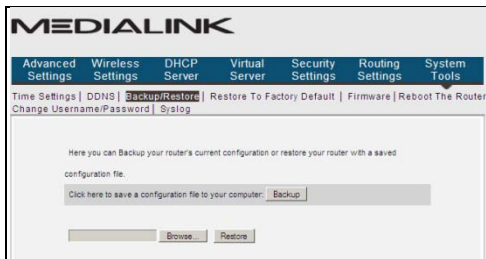 MEDIALINK
Advanced Settings Wireless Settings DHCP Server Virtual Server Security Settings Routing Settings System Tools
Time Settings | DDNS | Backup/Restore | Restore To Factory Default | Firmware | Reboot The Router
Change Username/Password | Syslog
Here you can Backup your router's current configuration or restore your router with a saved
configuration file.
Click here to save a configuration file to your computer: Backup
Browse... Restore